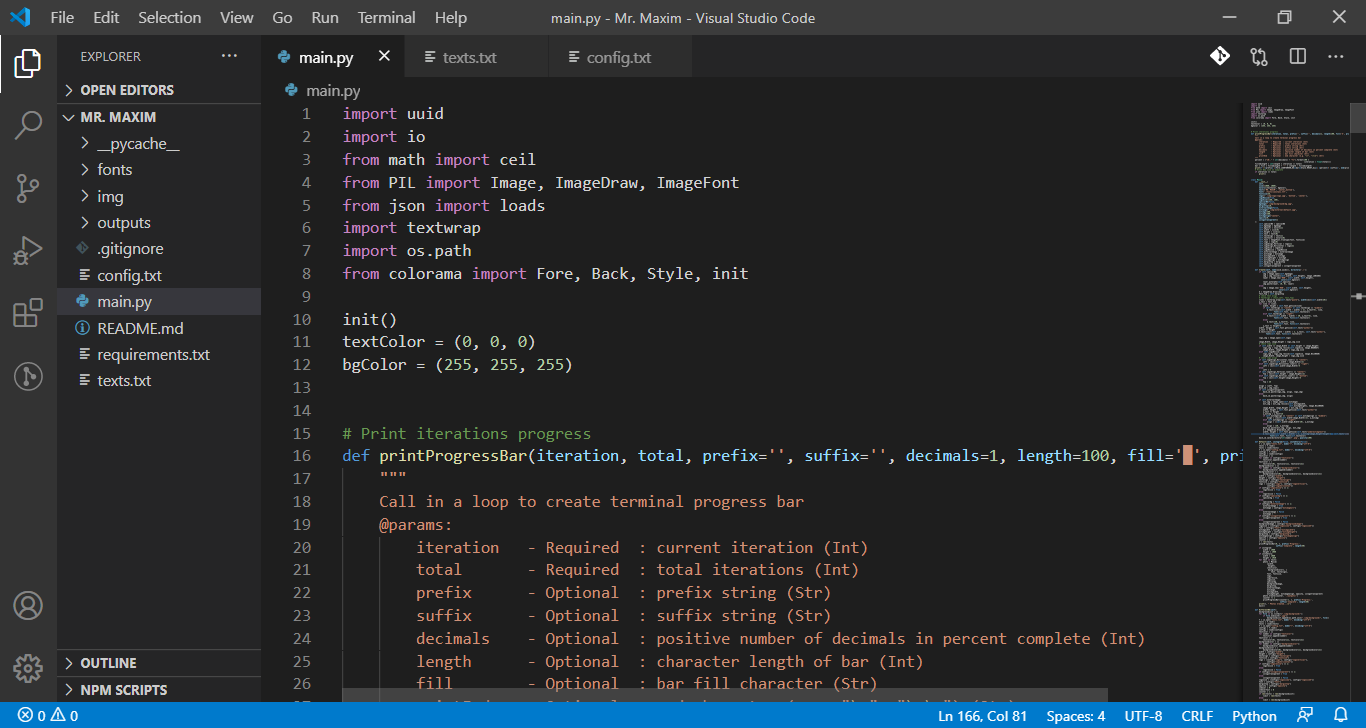 File Edit Selection View Go Run Terminal Help main.py - Mr. Maxim - Visual Studio Code
EXPLORER
OPEN EDITORS
MR. MAXIM
__pycache__
fonts
img
outputs
.gitignore
config.txt
main.py
README.md
requirements.txt
texts.txt
OUTLINE
NPM SCRIPTS
main.py texts.txt config.txt
main.py
1 import uuid
2 import io
3 from math import ceil
4 from PIL import Image, ImageDraw, ImageFont
5 from json import loads
6 import textwrap
7 import os.path
8 from colorama import Fore, Back, Style, init
9
10 init()
11 textColor = (0, 0, 0)
12 bgColor = (255, 255, 255)
13
14
15 # Print iterations progress
16 def printProgressBar(iteration, total, prefix='', suffix='', decimals=1, length=100, fill='█', pri
17 """
18 Call in a loop to create terminal progress bar
19 @params:
20 iteration - Required : current iteration (Int)
21 total - Required : total iterations (Int)
22 prefix - Optional : prefix string (Str)
23 suffix - Optional : suffix string (Str)
24 decimals - Optional : positive number of decimals in percent complete (Int)
25 length - Optional : character length of bar (Int)
26 fill - Optional : bar fill character (Str)
0 0 Ln 166, Col 81 Spaces: 4 UTF-8 CRLF Python